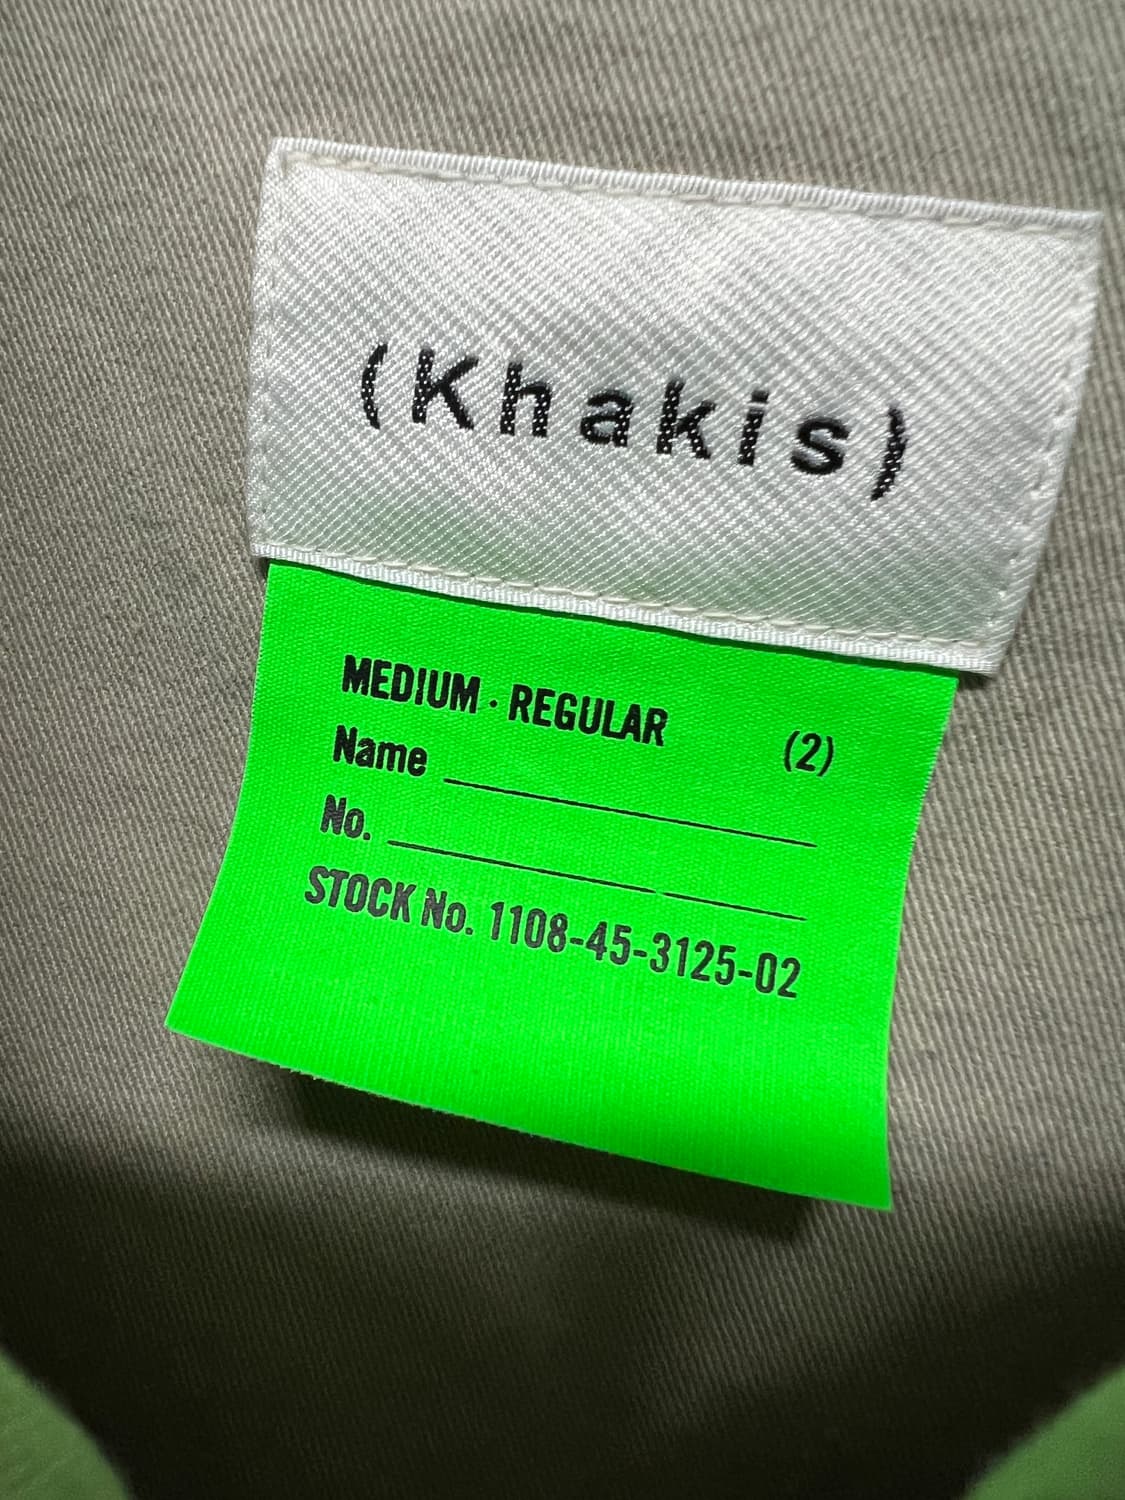 (Khakis)
MEDIUM · REGULAR (2)
Name
No.
STOCK No. 1108-45-3125-02